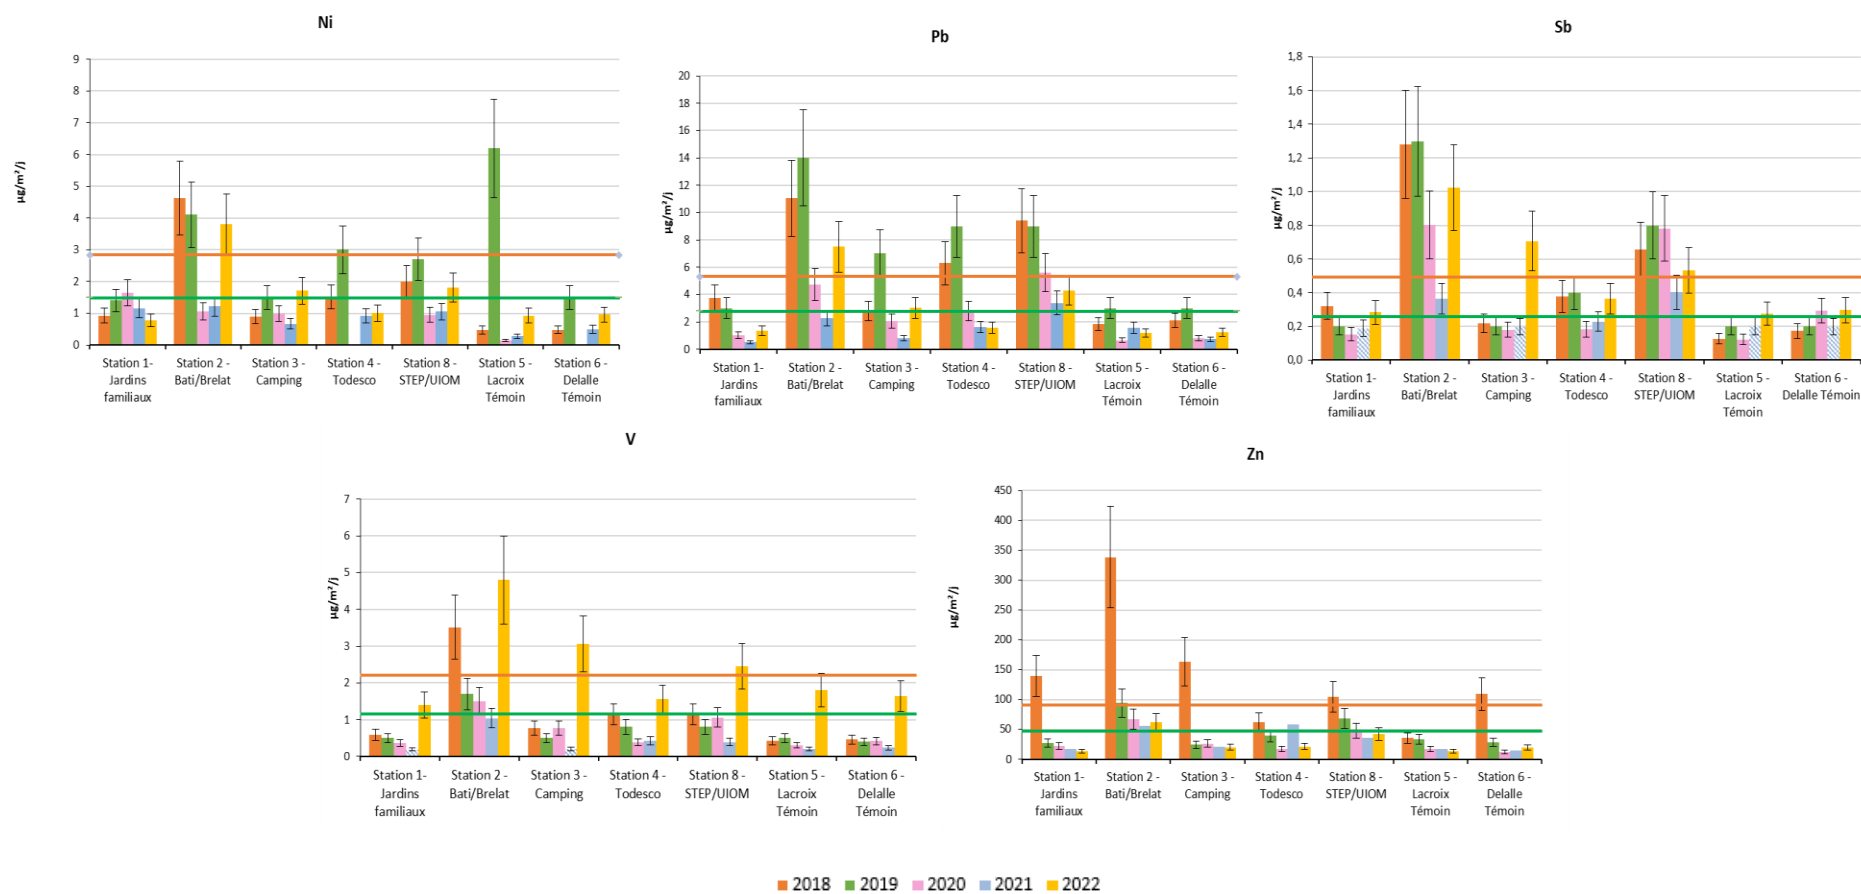 Ni
µg/m²/j
9
8
7
6
5
4
3
2
1
0
Station 1-
Jardins
familiaux
Station 2 -
Bati/Brelat
Station 3 -
Camping
Station 4 -
Todesco
Station 8 -
STEP/UIOM
Station 5 -
Lacroix
Témoin
Station 6 -
Delalle
Témoin
Pb
µg/m²/j
20
18
16
14
12
10
8
6
4
2
0
Station 1-
Jardins
familiaux
Station 2 -
Bati/Brelat
Station 3 -
Camping
Station 4 -
Todesco
Station 8 -
STEP/UIOM
Station 5 -
Lacroix
Témoin
Station 6 -
Delalle
Témoin
Sb
µg/m²/j
1,8
1,6
1,4
1,2
1,0
0,8
0,6
0,4
0,2
0,0
Station 1-
Jardins
familiaux
Station 2 -
Bati/Brelat
Station 3 -
Camping
Station 4 -
Todesco
Station 8 -
STEP/UIOM
Station 5 -
Lacroix
Témoin
Station 6 -
Delalle Témoin
V
µg/m²/j
7
6
5
4
3
2
1
0
Station 1-
Jardins
familiaux
Station 2 -
Bati/Brelat
Station 3 -
Camping
Station 4 -
Todesco
Station 8 -
STEP/UIOM
Station 5 -
Lacroix
Témoin
Station 6 -
Delalle
Témoin
Zn
µg/m²/j
450
400
350
300
250
200
150
100
50
0
Station 1-
Jardins
familiaux
Station 2 -
Bati/Brelat
Station 3 -
Camping
Station 4 -
Todesco
Station 8 -
STEP/UIOM
Station 5 -
Lacroix
Témoin
Station 6 -
Delalle
Témoin
2018 2019 2020 2021 2022